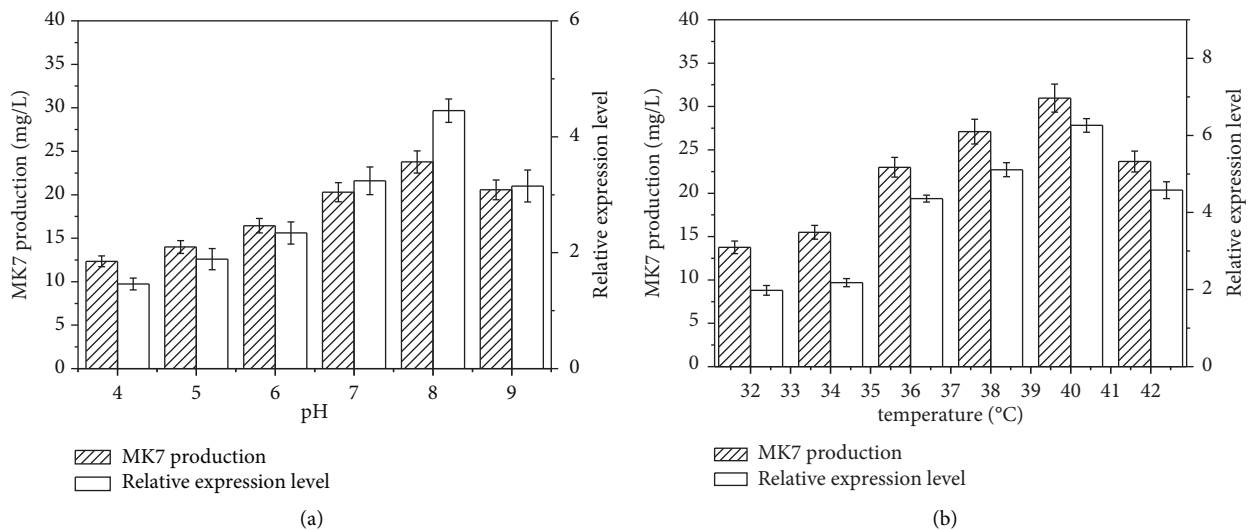 40
35
30
25
20
15
10
5
0
MK7 production (mg/L)
6
4
2
0
Relative expression level
4 5 6 7 8 9
pH
MK7 production
Relative expression level
(a)
40
35
30
25
20
15
10
5
0
MK7 production (mg/L)
8
6
4
2
0
Relative expression level
32 33 34 35 36 37 38 39 40 41 42
temperature (°C)
MK7 production
Relative expression level
(b)